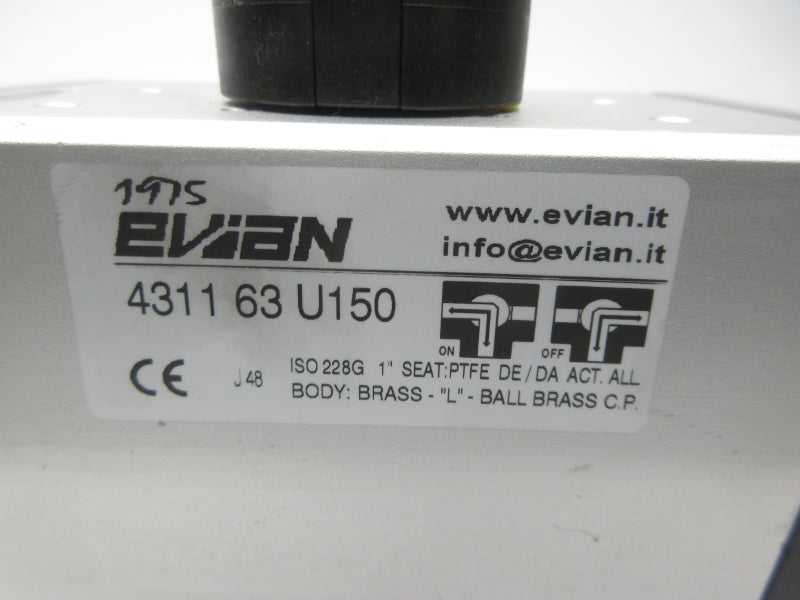 1975
evian
www.evian.it
info@evian.it
4311 63 U150
ON
OFF
CE
J 48
ISO 228G 1" SEAT:PTFE DE/DA ACT. ALL
BODY: BRASS - "L" - BALL BRASS C.P.